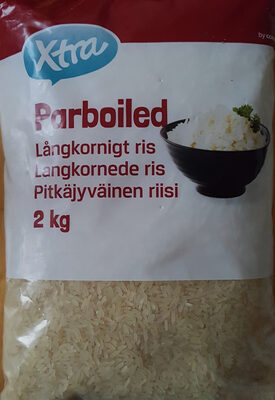 Xtra
Parboiled
Långkornigt ris
Langkornede ris
Pitkäjyväinen riisi
2 kg